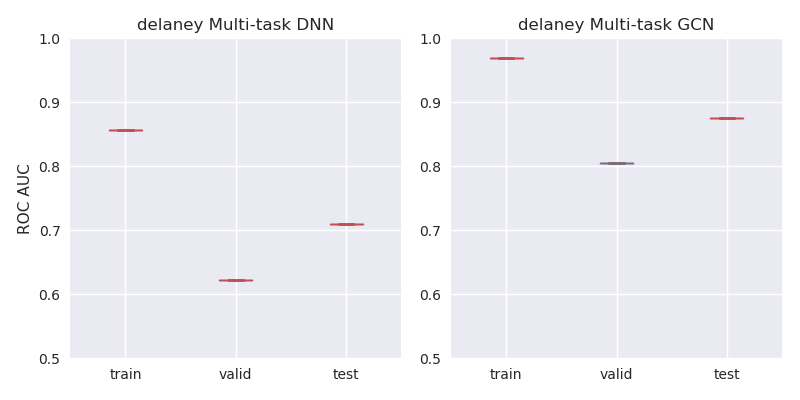 delaney Multi-task DNN
ROC AUC
1.0
0.9
0.8
0.7
0.6
0.5
train valid test
delaney Multi-task GCN
1.0
0.9
0.8
0.7
0.6
0.5
train valid test